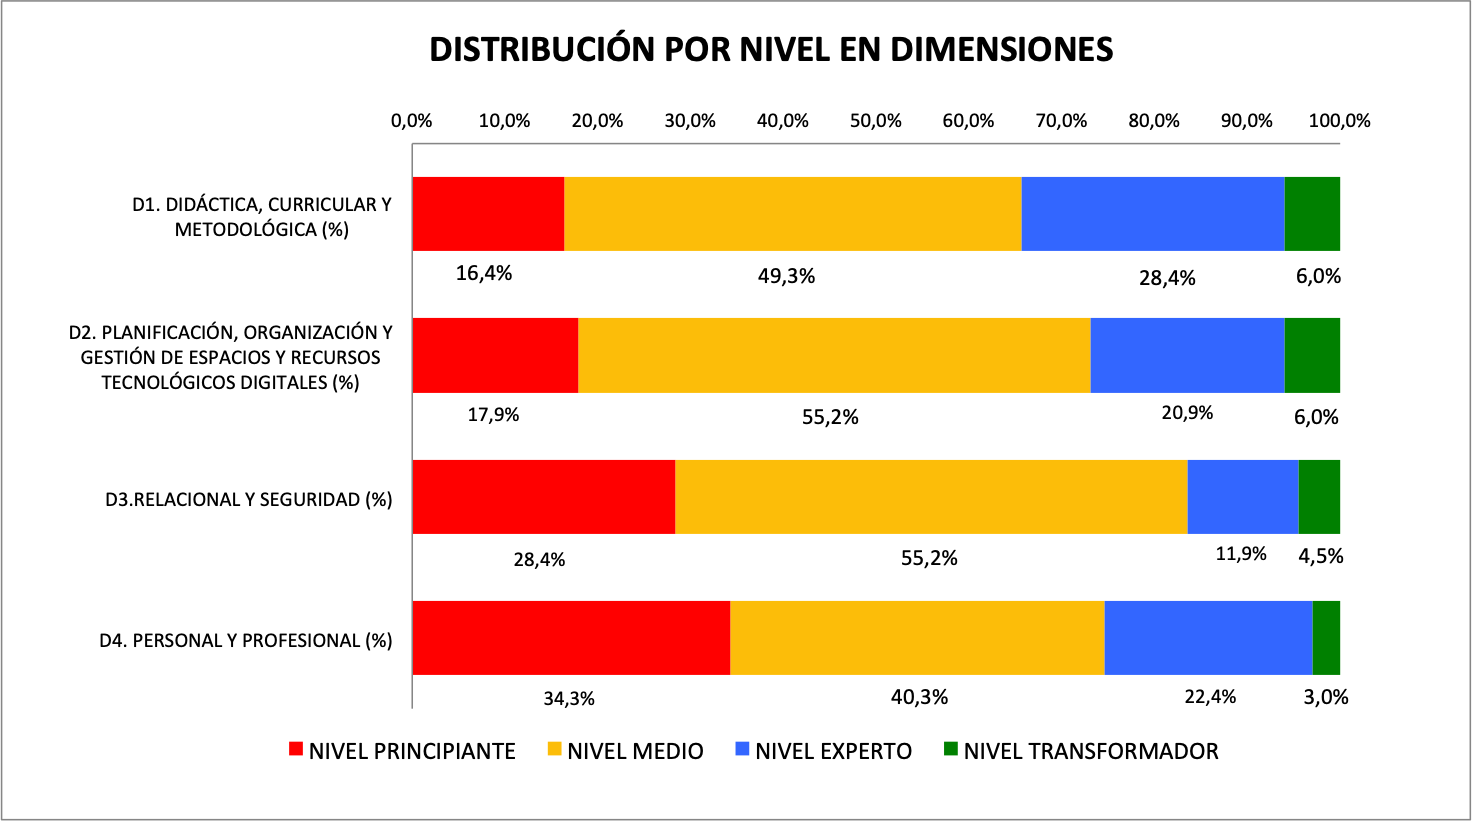 DISTRIBUCIÓN POR NIVEL EN DIMENSIONES
0,0% 10,0% 20,0% 30,0% 40,0% 50,0% 60,0% 70,0% 80,0% 90,0% 100,0%
D1. DIDÁCTICA, CURRICULAR Y
METODOLÓGICA (%)
16,4% 49,3% 28,4% 6,0%
D2. PLANIFICACIÓN, ORGANIZACIÓN Y
GESTIÓN DE ESPACIOS Y RECURSOS
TECNOLÓGICOS DIGITALES (%)
17,9% 55,2% 20,9% 6,0%
D3.RELACIONAL Y SEGURIDAD (%)
28,4% 55,2% 11,9% 4,5%
D4. PERSONAL Y PROFESIONAL (%)
34,3% 40,3% 22,4% 3,0%
NIVEL PRINCIPIANTE NIVEL MEDIO NIVEL EXPERTO NIVEL TRANSFORMADOR